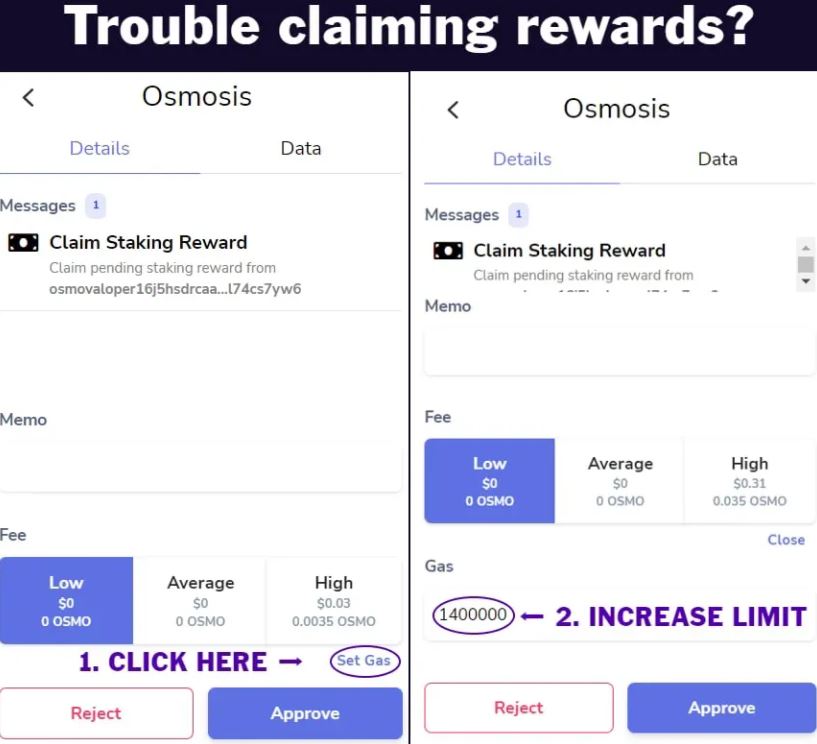 Trouble claiming rewards?
Osmosis
Details Data
Messages 1
Claim Staking Reward
Claim pending staking reward from
osmovaloper16j5hsdrcaa...l74cs7yw6
Memo
Fee
Low Average High
$0 $0 $0.03
0 OSMO 0 OSMO 0.0035 OSMO
1. CLICK HERE → Set Gas
Reject Approve
Osmosis
Details Data
Messages 1
Claim Staking Reward
Claim pending staking reward from
Memo
Fee
Low Average High
$0 $0 $0.31
0 OSMO 0 OSMO 0.035 OSMO
Close
Gas
1400000 ← 2. INCREASE LIMIT
Reject Approve